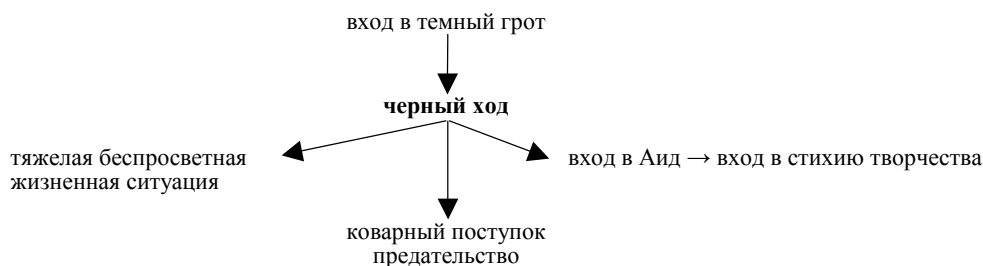 вход в темный грот
черный ход
тяжелая беспросветная
жизненная ситуация
вход в Аид → вход в стихию творчества
коварный поступок
предательство